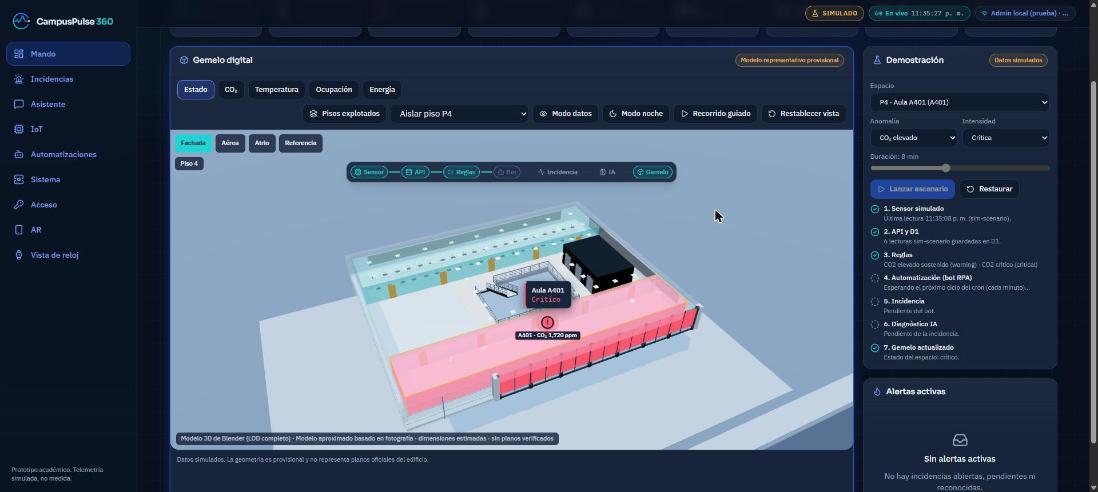 CampusPulse 360
SIMULADO
En vivo 11:35:27 p. m.
Admin local (prueba) · ...
Mando
Incidencias
Asistente
IoT
Automatizaciones
Sistema
Acceso
AR
Vista de reloj
Prototipo académico. Telemetría
simulada, no medida.
Gemelo digital
Modelo representativo provisional
Estado
CO₂
Temperatura
Ocupación
Energía
Pisos explotados
Aislar piso P4
Modo datos
Modo noche
Recorrido guiado
Restablecer vista
Fachada
Aérea
Atrio
Referencia
Piso 4
Sensor
API
Reglas
Bot
Incidencia
IA
Gemelo
Aula A401
Crítico
A401 · CO₂ 1,720 ppm
Modelo 3D de Blender (LOD completo) · Modelo aproximado basado en fotografía · dimensiones estimadas · sin planos verificados
Datos simulados. La geometría es provisional y no representa planos oficiales del edificio.
Demostración
Datos simulados
Espacio
P4 · Aula A401 (A401)
Anomalía
Intensidad
CO₂ elevado
Crítica
Duración: 8 min
Lanzar escenario
Restaurar
1. Sensor simulado
Última lectura 11:35:08 p. m. (sim-scenario).
2. API y D1
6 lecturas sim-scenario guardadas en D1.
3. Reglas
CO2 elevado sostenido (warning) · CO2 crítico (critical)
4. Automatización (bot RPA)
Esperando el próximo ciclo del cron (cada minuto)...
5. Incidencia
Pendiente del bot.
6. Diagnóstico IA
Pendiente de la incidencia.
7. Gemelo actualizado
Estado del espacio: crítico.
Alertas activas
Sin alertas activas
No hay incidencias abiertas, pendientes ni
reconocidas.